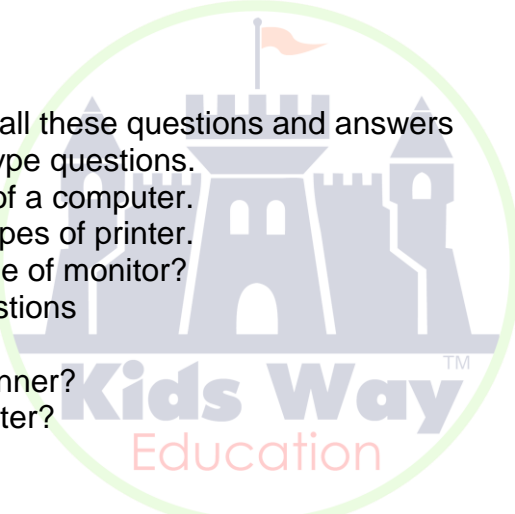 all these questions and answers
ype questions.
of a computer.
pes of printer.
e of monitor?
stions
nner?
ter?
Kids Way TM
Education